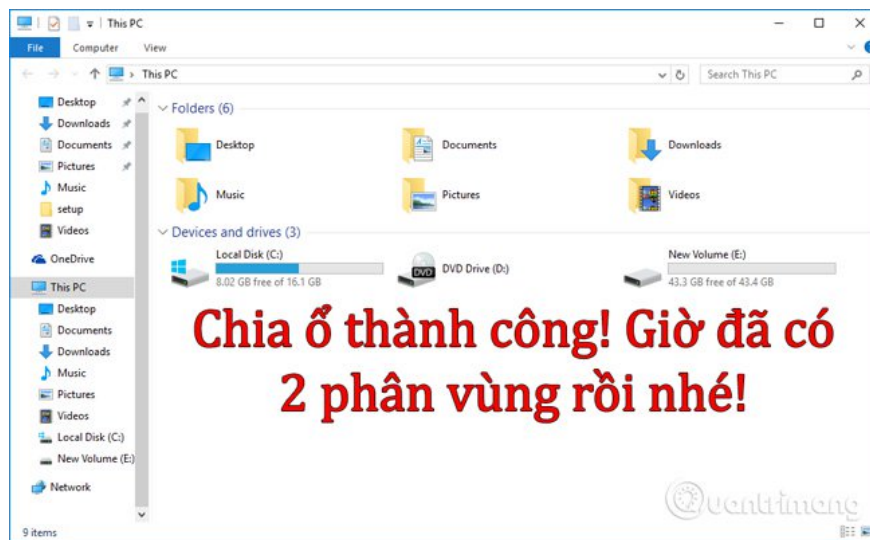 This PC
File Computer View
This PC
Search This PC
Desktop
Downloads
Documents
Pictures
Music
setup
Videos
OneDrive
This PC
Desktop
Documents
Downloads
Music
Pictures
Videos
Local Disk (C:)
New Volume (E:)
Network
Folders (6)
Desktop Documents Downloads
Music Pictures Videos
Devices and drives (3)
Local Disk (C:)
8.02 GB free of 16.1 GB
DVD
DVD Drive (D:)
New Volume (E:)
43.3 GB free of 43.4 GB
Chia ổ thành công! Giờ đã có
2 phân vùng rồi nhé!
Quantrimang
9 items